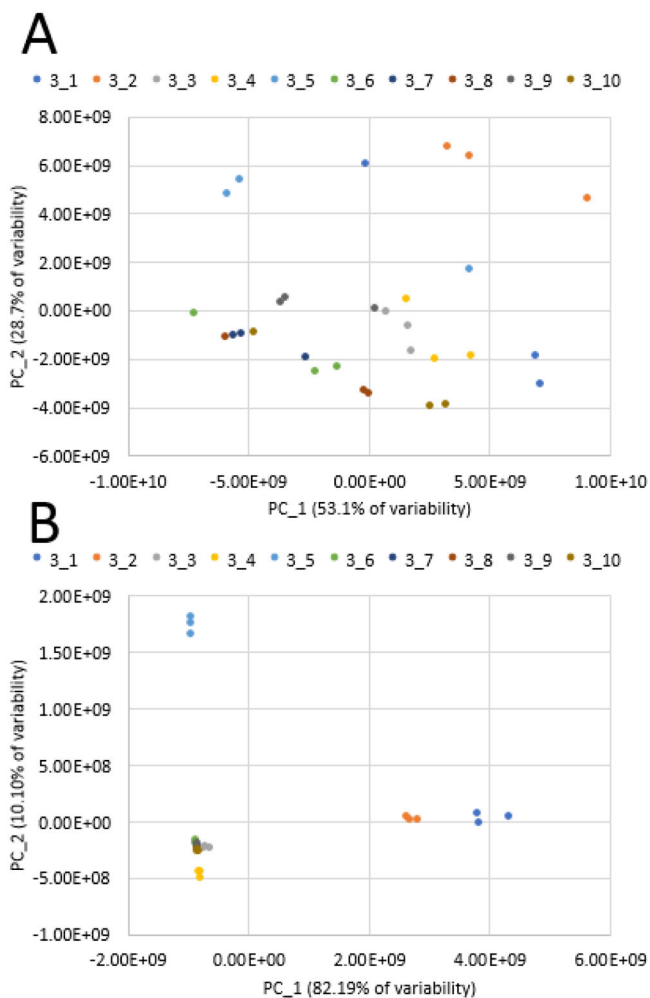 A
3_1 3_2 3_3 3_4 3_5 3_6 3_7 3_8 3_9 3_10
8.00E+09
6.00E+09
4.00E+09
2.00E+09
0.00E+00
-2.00E+09
-4.00E+09
-6.00E+09
PC_2 (28.7% of variability)
-1.00E+10 -5.00E+09 0.00E+00 5.00E+09 1.00E+10
PC_1 (53.1% of variability)
B
3_1 3_2 3_3 3_4 3_5 3_6 3_7 3_8 3_9 3_10
2.00E+09
1.50E+09
1.00E+09
5.00E+08
0.00E+00
-5.00E+08
-1.00E+09
PC_2 (10.10% of variability)
-2.00E+09 0.00E+00 2.00E+09 4.00E+09 6.00E+09
PC_1 (82.19% of variability)